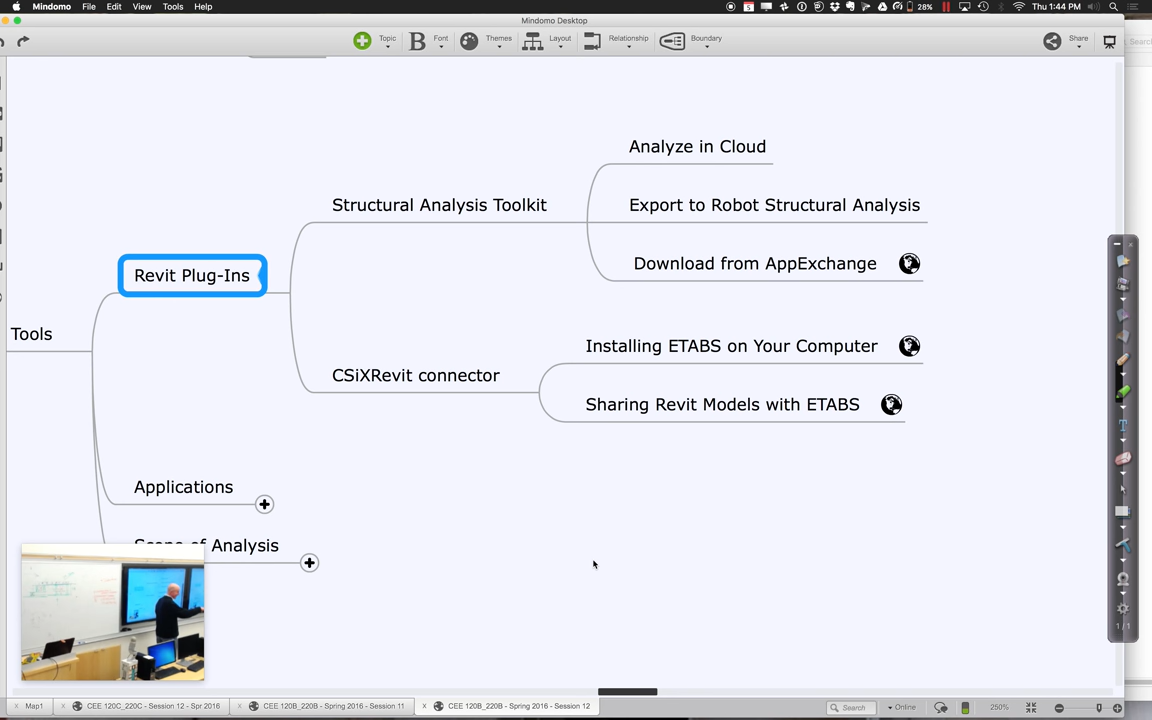 Mindomo File Edit View Tools Help 28% Thu 1:44 PM
Mindomo Desktop
Topic Font Themes Layout Relationship Boundary Share
B
Analyze in Cloud
Structural Analysis Toolkit
Export to Robot Structural Analysis
Revit Plug-Ins
Download from AppExchange
Tools
Installing ETABS on Your Computer
CSiXRevit connector
Sharing Revit Models with ETABS
Applications
Scope of Analysis
T
1/1
Map1 CEE 120C_220C - Session 12 - Spr 2016 CEE 120B_220B - Spring 2016 - Session 11 CEE 120B_220B - Spring 2016 - Session 12 Search Online 250%